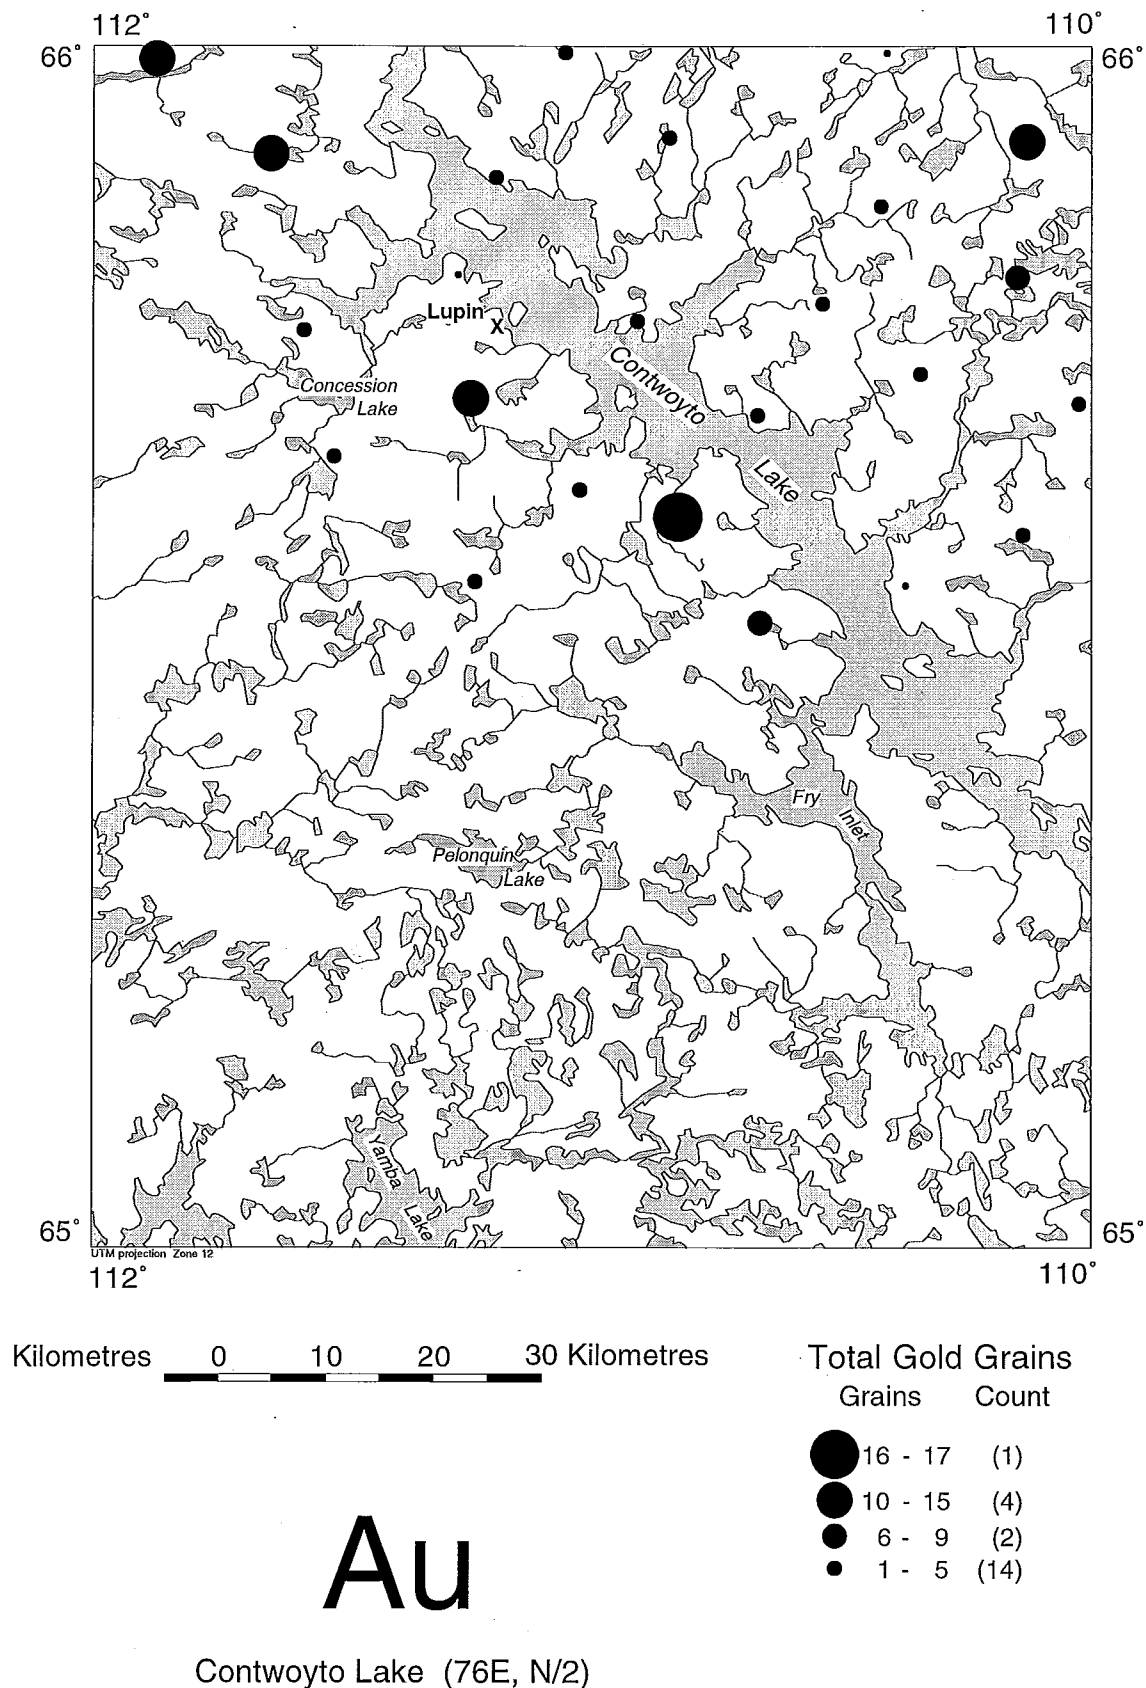 112° 110°
66° 66°
Lupin
X
Contwoyto
Concession
Lake
Lake
Fry
Inlet
Pelonquin
Lake
Yamba
Lake
65° 65°
UTM projection Zone 12
112° 110°
Kilometres 0 10 20 30 Kilometres
Total Gold Grains
Grains Count
16 - 17 (1)
10 - 15 (4)
6 - 9 (2)
1 - 5 (14)
Au
Contwoyto Lake (76E, N/2)